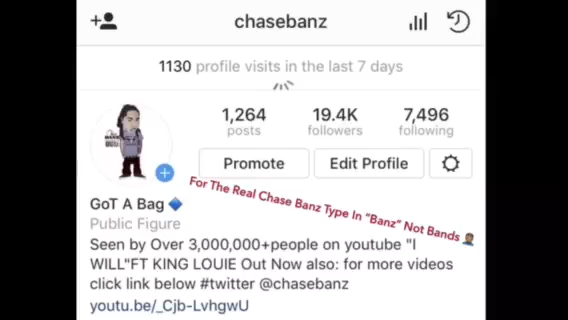 chasebanz
1130 profile visits in the last 7 days
1,264 19.4K 7,496
posts followers following
Promote Edit Profile
For The Real Chase Banz Type In "Banz" Not Bands 🤦🏾‍♂️
GoT A Bag 🔷
Public Figure
Seen by Over 3,000,000+people on youtube "I
WILL"FT KING LOUIE Out Now also: for more videos
click link below #twitter @chasebanz
youtu.be/_Cjb-LvhgwU